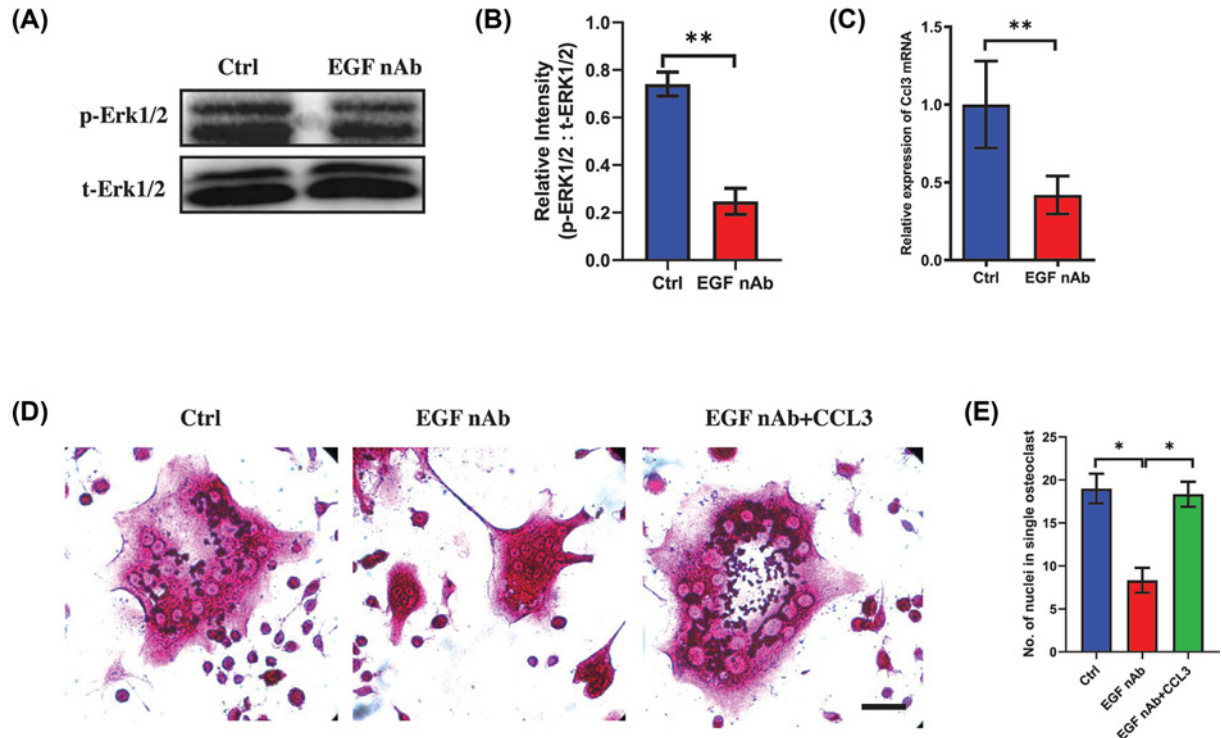 (A)
Ctrl EGF nAb
p-Erk1/2
t-Erk1/2
(B)
Relative Intensity
(p-ERK1/2 : t-ERK1/2)
1.0
0.8
0.6
0.4
0.2
0.0
**
Ctrl EGF nAb
(C)
Relative expression of Ccl3 mRNA
1.5
1.0
0.5
0.0
**
Ctrl EGF nAb
(D)
Ctrl EGF nAb EGF nAb+CCL3
(E)
No. of nuclei in single osteoclast
25
20
15
10
5
0
* *
Ctrl
EGF nAb
EGF nAb+CCL3